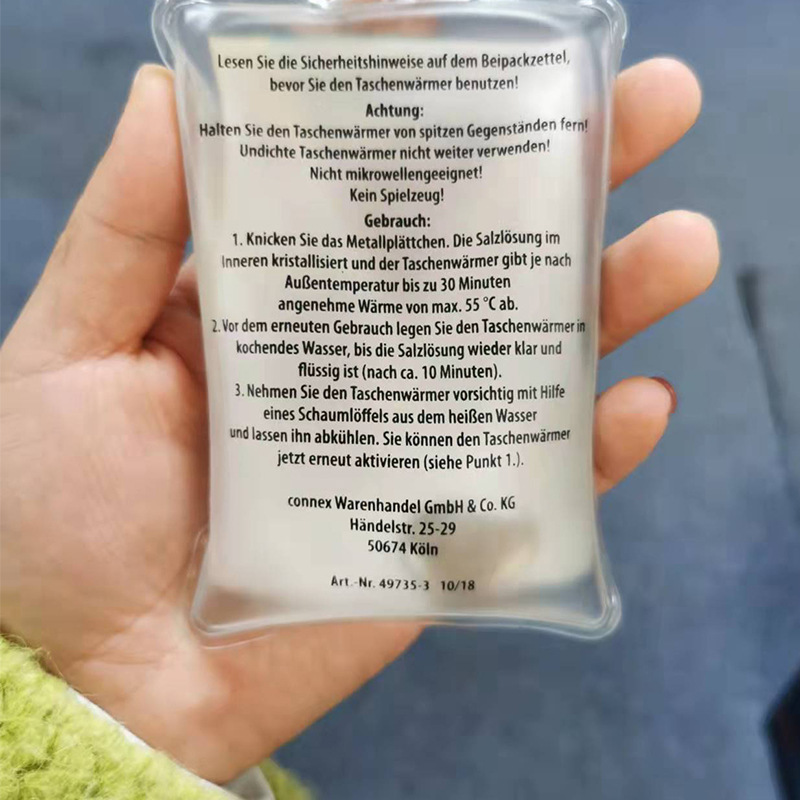 Lesen Sie die Sicherheitshinweise auf dem Beipackzettel,
bevor Sie den Taschenwärmer benutzen!
Achtung:
Halten Sie den Taschenwärmer von spitzen Gegenständen fern!
Undichte Taschenwärmer nicht weiter verwenden!
Nicht mikrowellengeeignet!
Kein Spielzeug!
Gebrauch:
1. Knicken Sie das Metallplättchen. Die Salzlösung im
Inneren kristallisiert und der Taschenwärmer gibt je nach
Außentemperatur bis zu 30 Minuten
angenehme Wärme von max. 55 °C ab.
2. Vor dem erneuten Gebrauch legen Sie den Taschenwärmer in
kochendes Wasser, bis die Salzlösung wieder klar und
flüssig ist (nach ca. 10 Minuten).
3. Nehmen Sie den Taschenwärmer vorsichtig mit Hilfe
eines Schaumlöffels aus dem heißen Wasser
und lassen ihn abkühlen. Sie können den Taschenwärmer
jetzt erneut aktivieren (siehe Punkt 1.).
connex Warenhandel GmbH & Co. KG
Händelstr. 25-29
50674 Köln
Art.-Nr. 49735-3 10/18